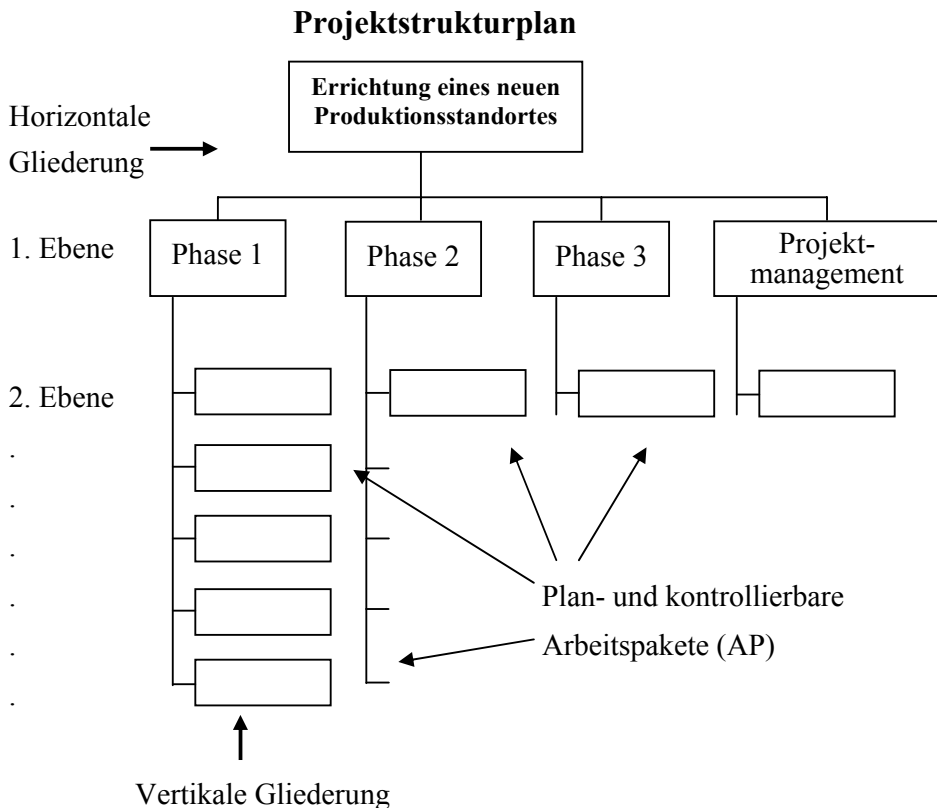 Projektstrukturplan
Errichtung eines neuen
Produktionsstandortes
Horizontale
Gliederung
1. Ebene
Phase 1
Phase 2
Phase 3
Projekt-
management
2. Ebene
.
.
.
.
.
.
Plan- und kontrollierbare
Arbeitspakete (AP)
Vertikale Gliederung